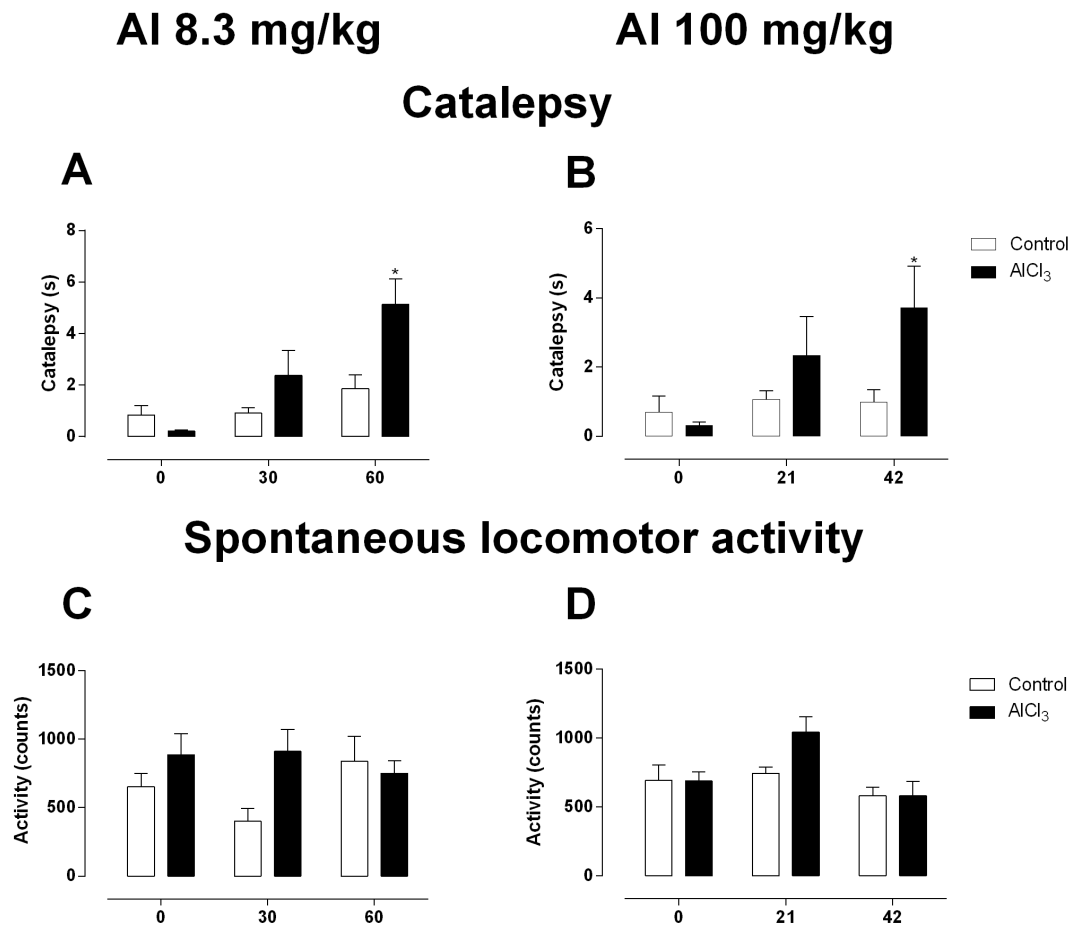 Al 8.3 mg/kg
Al 100 mg/kg
Catalepsy
A
B
Catalepsy (s)
8
6
4
2
0
0
30
60
Catalepsy (s)
6
4
2
0
*
*
0
21
42
Control
AlCl3
Spontaneous locomotor activity
C
D
Activity (counts)
1500
1000
500
0
0
30
60
Activity (counts)
1500
1000
500
0
0
21
42
Control
AlCl3